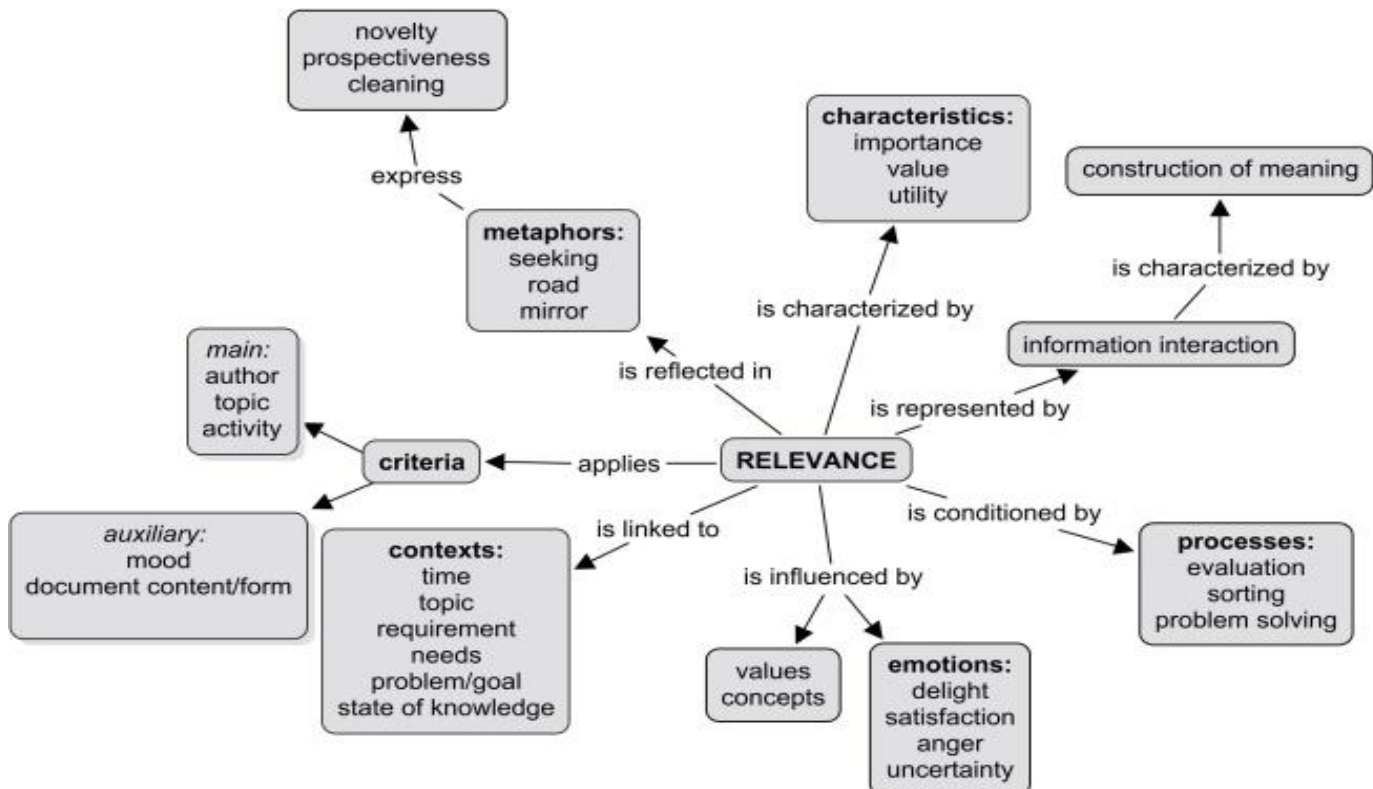 novelty
prospectiveness
cleaning
express
metaphors:
seeking
road
mirror
is reflected in
characteristics:
importance
value
utility
is characterized by
construction of meaning
is characterized by
information interaction
is represented by
RELEVANCE
applies
criteria
main:
author
topic
activity
auxiliary:
mood
document content/form
is linked to
contexts:
time
topic
requirement
needs
problem/goal
state of knowledge
is influenced by
values
concepts
emotions:
delight
satisfaction
anger
uncertainty
is conditioned by
processes:
evaluation
sorting
problem solving